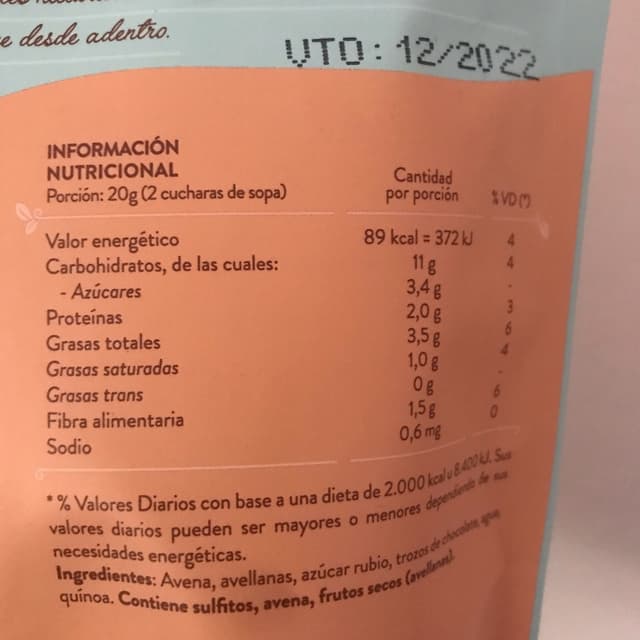 e desde adentro.
VTO: 12/2022
INFORMACIÓN
NUTRICIONAL
Porción: 20g (2 cucharas de sopa)
Cantidad
por porción
% VD (*)
Valor energético 89 kcal = 372 kJ 4
Carbohidratos, de las cuales: 11 g 4
- Azúcares 3,4 g -
Proteínas 2,0 g 3
Grasas totales 3,5 g 6
Grasas saturadas 1,0 g 4
Grasas trans 0 g -
Fibra alimentaria 1,5 g 6
Sodio 0,6 mg 0
* % Valores Diarios con base a una dieta de 2.000 kcal u 8.400 kJ. Sus
valores diarios pueden ser mayores o menores dependiendo de sus
necesidades energéticas.
Ingredientes: Avena, avellanas, azúcar rubio, trozos de chocolate, agua,
quínoa. Contiene sulfitos, avena, frutos secos (avellanas).